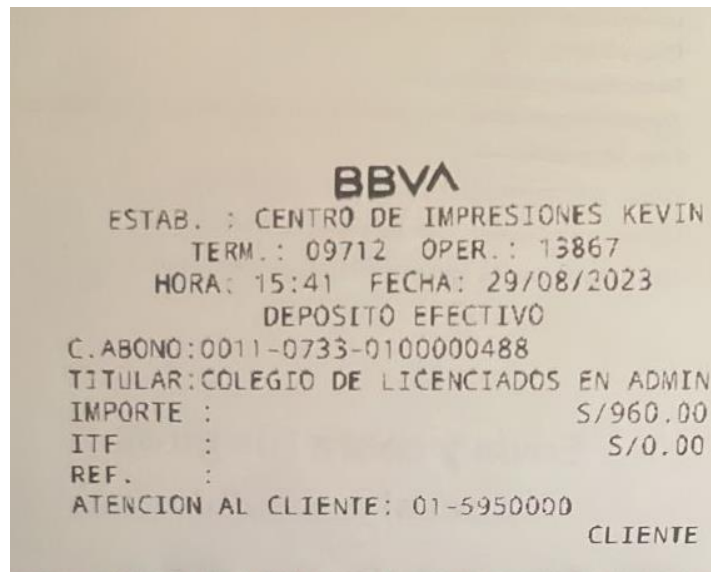 BBVA
ESTAB. : CENTRO DE IMPRESIONES KEVIN
TERM.: 09712 OPER.: 13867
HORA: 15:41 FECHA: 29/08/2023
DEPOSITO EFECTIVO
C.ABONO:0011-0733-0100000488
TITULAR:COLEGIO DE LICENCIADOS EN ADMIN
IMPORTE : S/960.00
ITF : S/0.00
REF. :
ATENCION AL CLIENTE: 01-5950000
CLIENTE